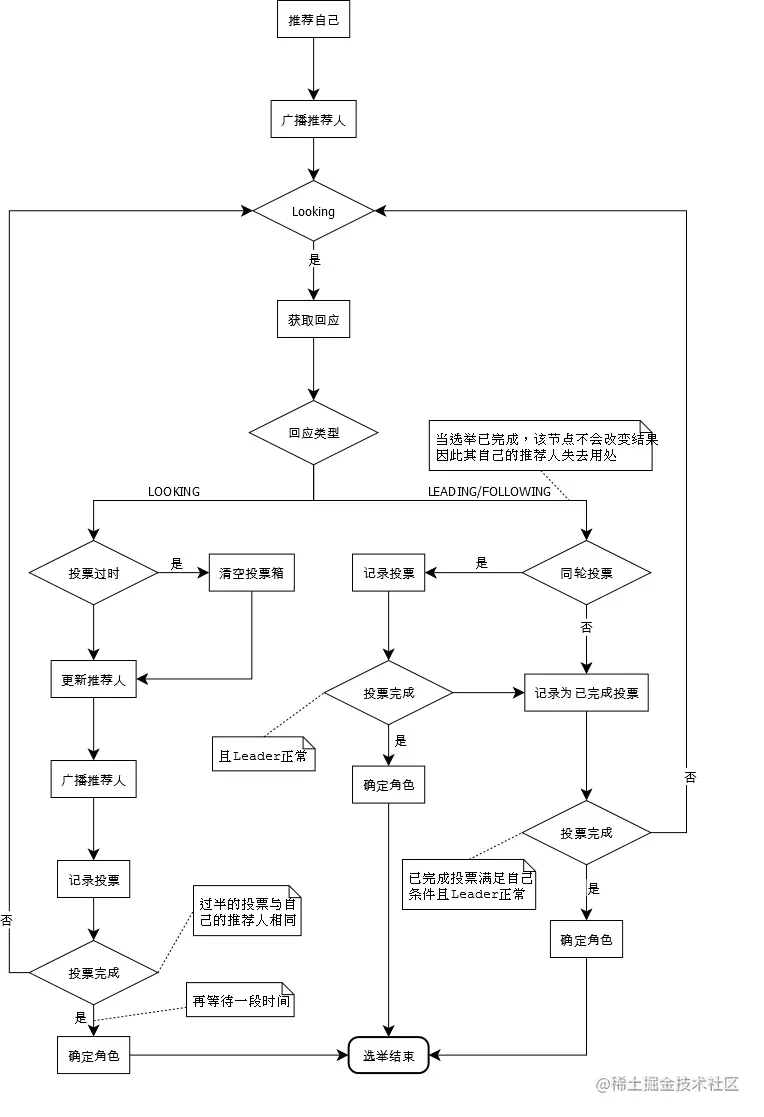 推荐自己
广播推荐人
Looking
是
获取回应
回应类型
当选举已完成，该节点不会改变结果
因此其自己的推荐人失去用处
LOOKING
LEADING/FOLLOWING
投票过时
是
清空投票箱
记录投票
是
同轮投票
否
更新推荐人
投票完成
记录为已完成投票
且Leader正常
是
广播推荐人
确定角色
否
投票完成
记录投票
已完成投票满足自己
条件且Leader正常
是
过半的投票与自
己的推荐人相同
否
确定角色
投票完成
再等待一段时间
是
确定角色
选举结束
@稀土掘金技术社区